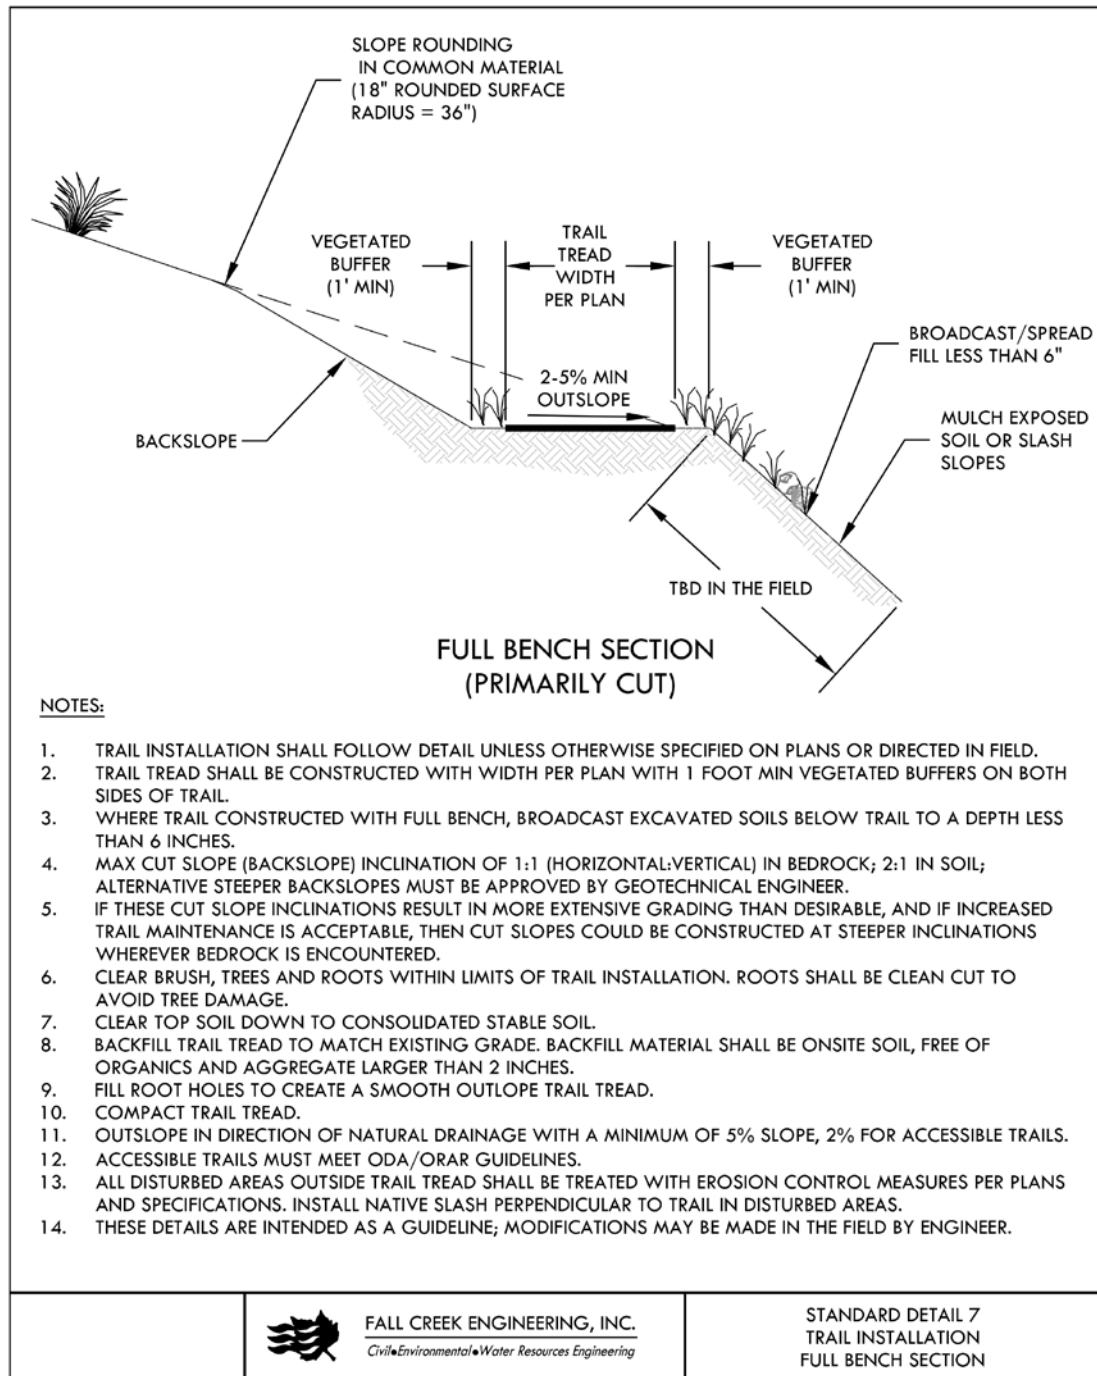 SLOPE ROUNDING
IN COMMON MATERIAL
(18" ROUNDED SURFACE
RADIUS = 36")
VEGETATED
BUFFER
(1' MIN)
TRAIL
TREAD
WIDTH
PER PLAN
VEGETATED
BUFFER
(1' MIN)
BROADCAST/SPREAD
FILL LESS THAN 6"
2-5% MIN
OUTSLOPE
MULCH EXPOSED
SOIL OR SLASH
SLOPES
BACKSLOPE
TBD IN THE FIELD
FULL BENCH SECTION
(PRIMARILY CUT)
NOTES:
1. TRAIL INSTALLATION SHALL FOLLOW DETAIL UNLESS OTHERWISE SPECIFIED ON PLANS OR DIRECTED IN FIELD.
2. TRAIL TREAD SHALL BE CONSTRUCTED WITH WIDTH PER PLAN WITH 1 FOOT MIN VEGETATED BUFFERS ON BOTH
SIDES OF TRAIL.
3. WHERE TRAIL CONSTRUCTED WITH FULL BENCH, BROADCAST EXCAVATED SOILS BELOW TRAIL TO A DEPTH LESS
THAN 6 INCHES.
4. MAX CUT SLOPE (BACKSLOPE) INCLINATION OF 1:1 (HORIZONTAL:VERTICAL) IN BEDROCK; 2:1 IN SOIL;
ALTERNATIVE STEEPER BACKSLOPES MUST BE APPROVED BY GEOTECHNICAL ENGINEER.
5. IF THESE CUT SLOPE INCLINATIONS RESULT IN MORE EXTENSIVE GRADING THAN DESIRABLE, AND IF INCREASED
TRAIL MAINTENANCE IS ACCEPTABLE, THEN CUT SLOPES COULD BE CONSTRUCTED AT STEEPER INCLINATIONS
WHEREVER BEDROCK IS ENCOUNTERED.
6. CLEAR BRUSH, TREES AND ROOTS WITHIN LIMITS OF TRAIL INSTALLATION. ROOTS SHALL BE CLEAN CUT TO
AVOID TREE DAMAGE.
7. CLEAR TOP SOIL DOWN TO CONSOLIDATED STABLE SOIL.
8. BACKFILL TRAIL TREAD TO MATCH EXISTING GRADE. BACKFILL MATERIAL SHALL BE ONSITE SOIL, FREE OF
ORGANICS AND AGGREGATE LARGER THAN 2 INCHES.
9. FILL ROOT HOLES TO CREATE A SMOOTH OUTLOPE TRAIL TREAD.
10. COMPACT TRAIL TREAD.
11. OUTSLOPE IN DIRECTION OF NATURAL DRAINAGE WITH A MINIMUM OF 5% SLOPE, 2% FOR ACCESSIBLE TRAILS.
12. ACCESSIBLE TRAILS MUST MEET ODA/ORAR GUIDELINES.
13. ALL DISTURBED AREAS OUTSIDE TRAIL TREAD SHALL BE TREATED WITH EROSION CONTROL MEASURES PER PLANS
AND SPECIFICATIONS. INSTALL NATIVE SLASH PERPENDICULAR TO TRAIL IN DISTURBED AREAS.
14. THESE DETAILS ARE INTENDED AS A GUIDELINE; MODIFICATIONS MAY BE MADE IN THE FIELD BY ENGINEER.
FALL CREEK ENGINEERING, INC.
Civil•Environmental•Water Resources Engineering
STANDARD DETAIL 7
TRAIL INSTALLATION
FULL BENCH SECTION